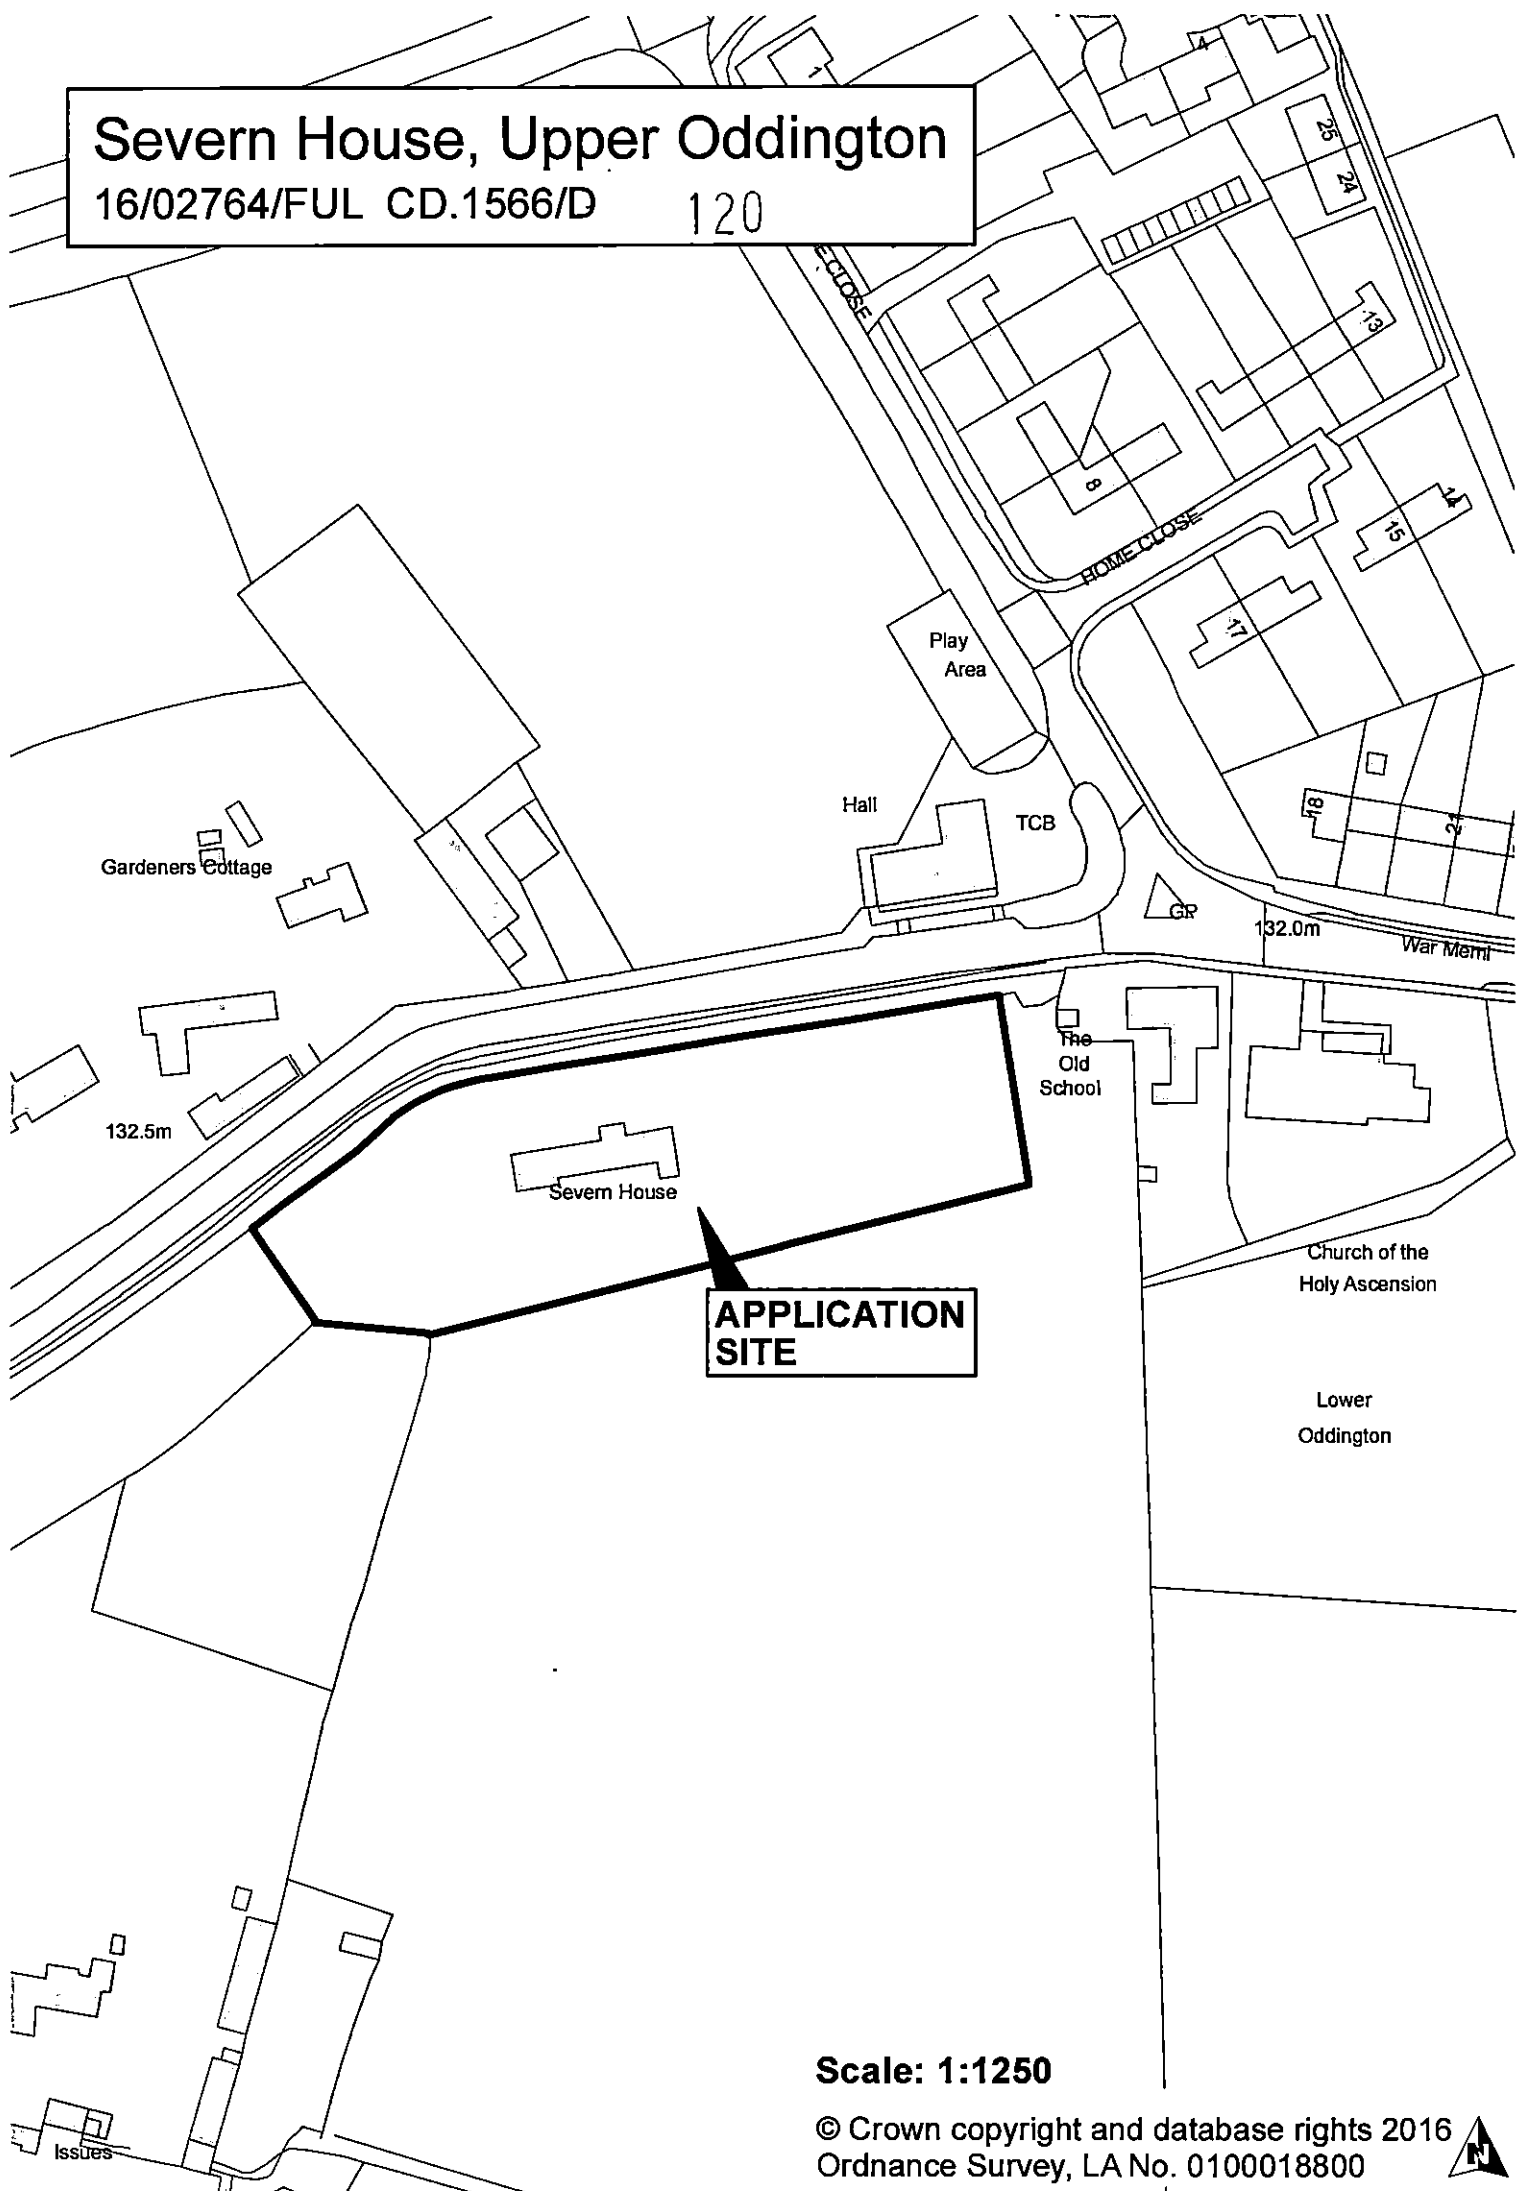 Severn House, Upper Oddington
16/02764/FUL CD.1566/D 120
1
4
25
24
E CLOSE
13
8
HOME CLOSE
14
15
17
Play
Area
Hall
TCB
18
21
Gardeners Cottage
GP
132.0m
War Meml
The
Old
School
132.5m
Severn House
Church of the
Holy Ascension
APPLICATION
SITE
Lower
Oddington
Scale: 1:1250
© Crown copyright and database rights 2016
Ordnance Survey, LA No. 0100018800
N
Issues